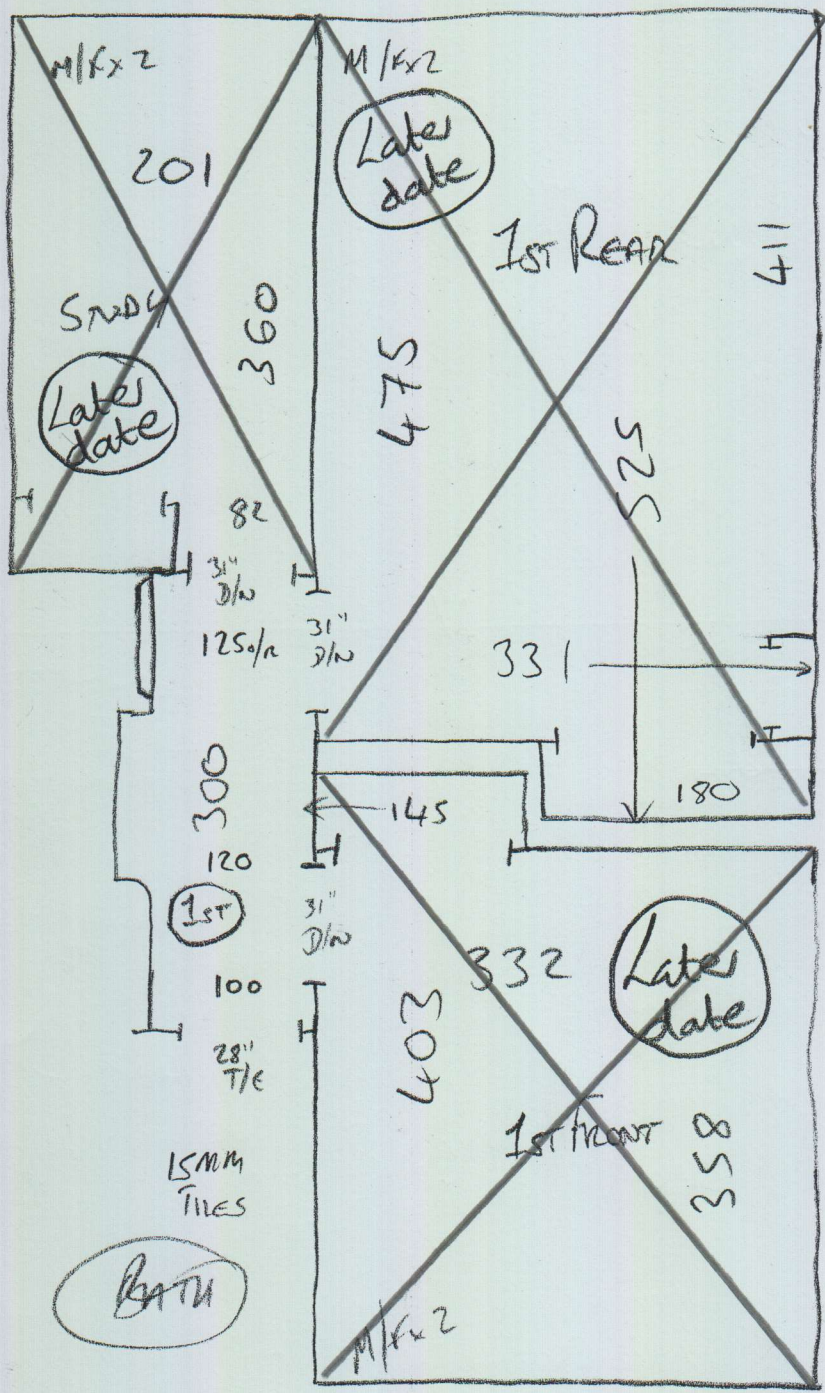 M/Fx2
201
STUDY
360
Later
date
82
31"
D/N
M/Fx2
Later
date
1ST REAR
411
475
525
125 o/R
31"
D/N
331
300
145
180
120
1ST
31"
D/N
100
28"
T/E
332
Later
date
403
1ST FRONT
358
15MM
TILES
BATH
M/Fx2